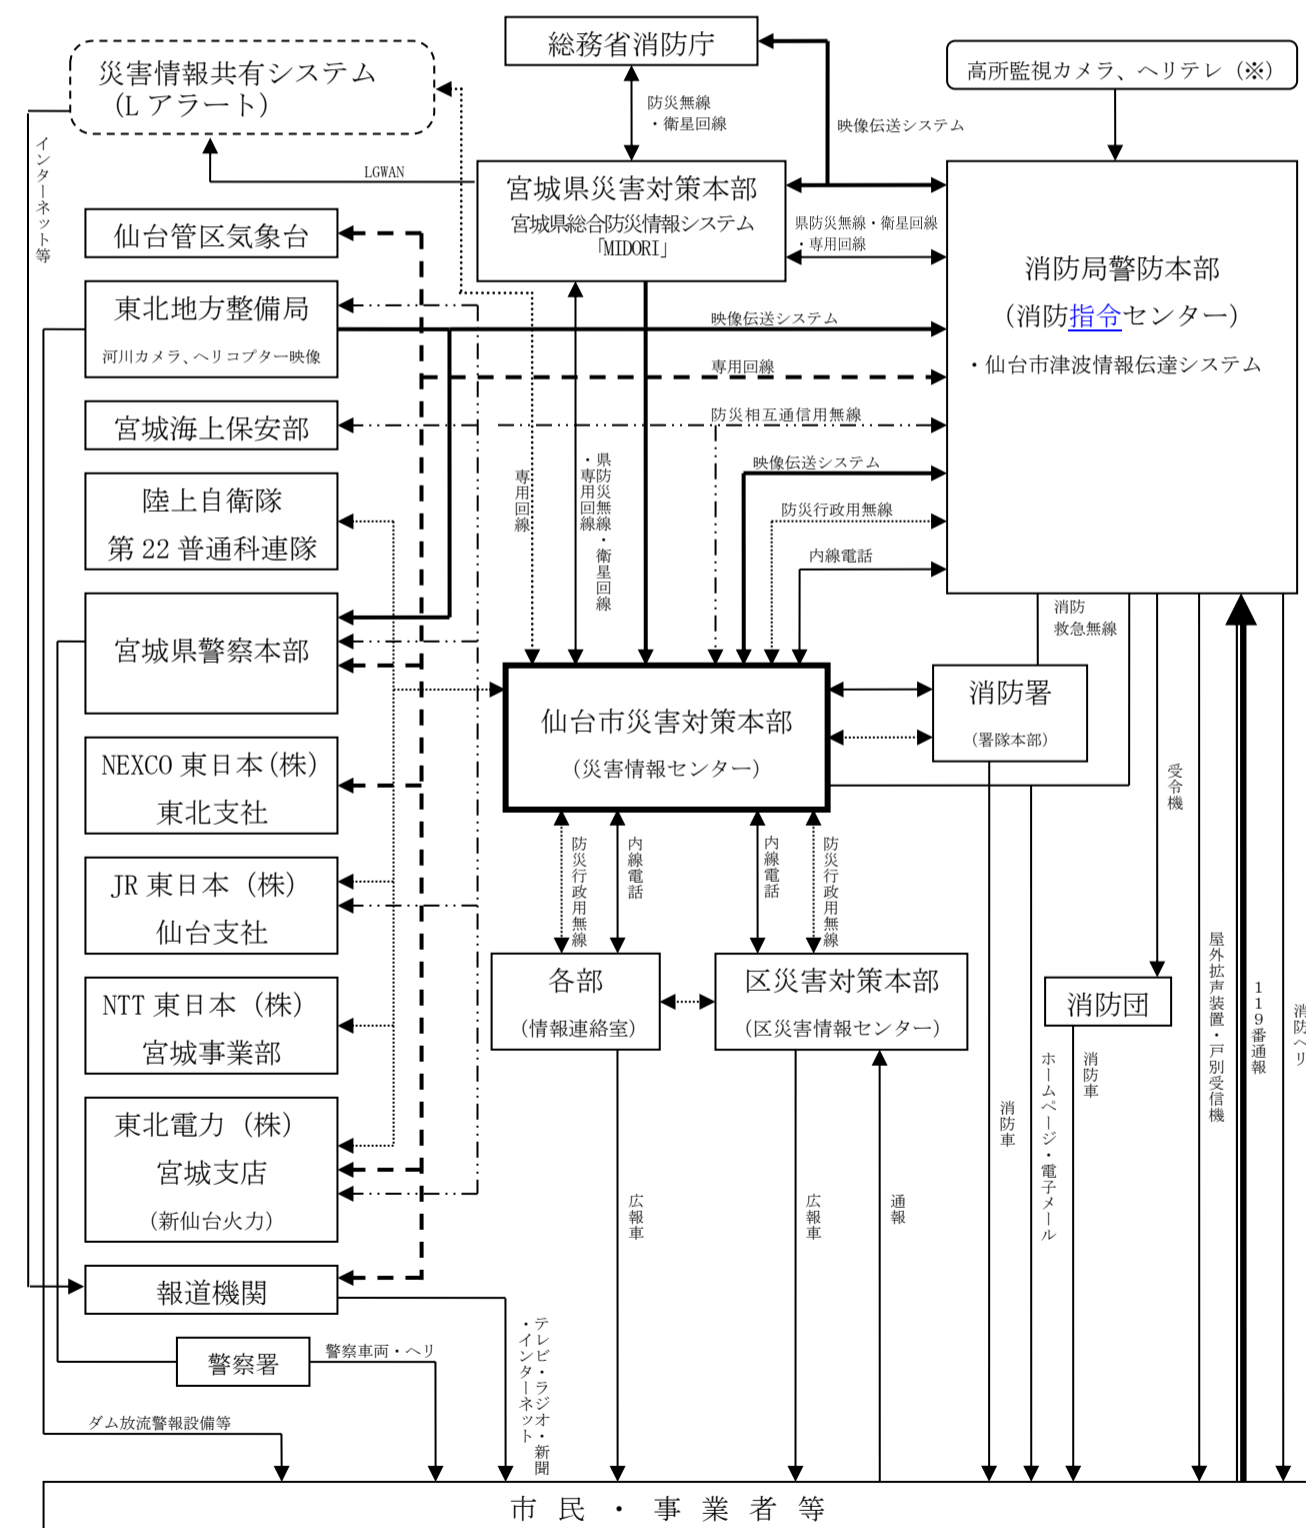 総務省消防庁
災害情報共有システム
（Lアラート）
高所監視カメラ、ヘリテレ（※）
防災無線
・衛星回線
映像伝送システム
インターネット等
LGWAN
宮城県災害対策本部
宮城県総合防災情報システム
「MIDORI」
県防災無線・衛星回線
・専用回線
仙台管区気象台
消防局警防本部
（消防指令センター）
・仙台市津波情報伝達システム
東北地方整備局
河川カメラ、ヘリコプター映像
映像伝送システム
専用回線
宮城海上保安部
防災相互通信用無線
陸上自衛隊
第22普通科連隊
専用回線
県防災無線・衛星回線
・専用回線
映像伝送システム
防災行政用無線
内線電話
宮城県警察本部
消防
救急無線
仙台市災害対策本部
（災害情報センター）
消防署
（署隊本部）
NEXCO東日本(株)
東北支社
受令機
防災行政用無線
内線電話
内線電話
防災行政用無線
JR東日本（株）
仙台支社
各部
（情報連絡室）
区災害対策本部
（区災害情報センター）
消防団
屋外拡声装置・戸別受信機
119番通報
消防ヘリ
NTT東日本（株）
宮城事業部
消防車
ホームページ・電子メール
消防車
東北電力（株）
宮城支店
（新仙台火力）
広報車
広報車
通報
報道機関
テレビ・ラジオ・新聞
・インターネット
警察署
警察車両・ヘリ
ダム放流警報設備等
市民・事業者等